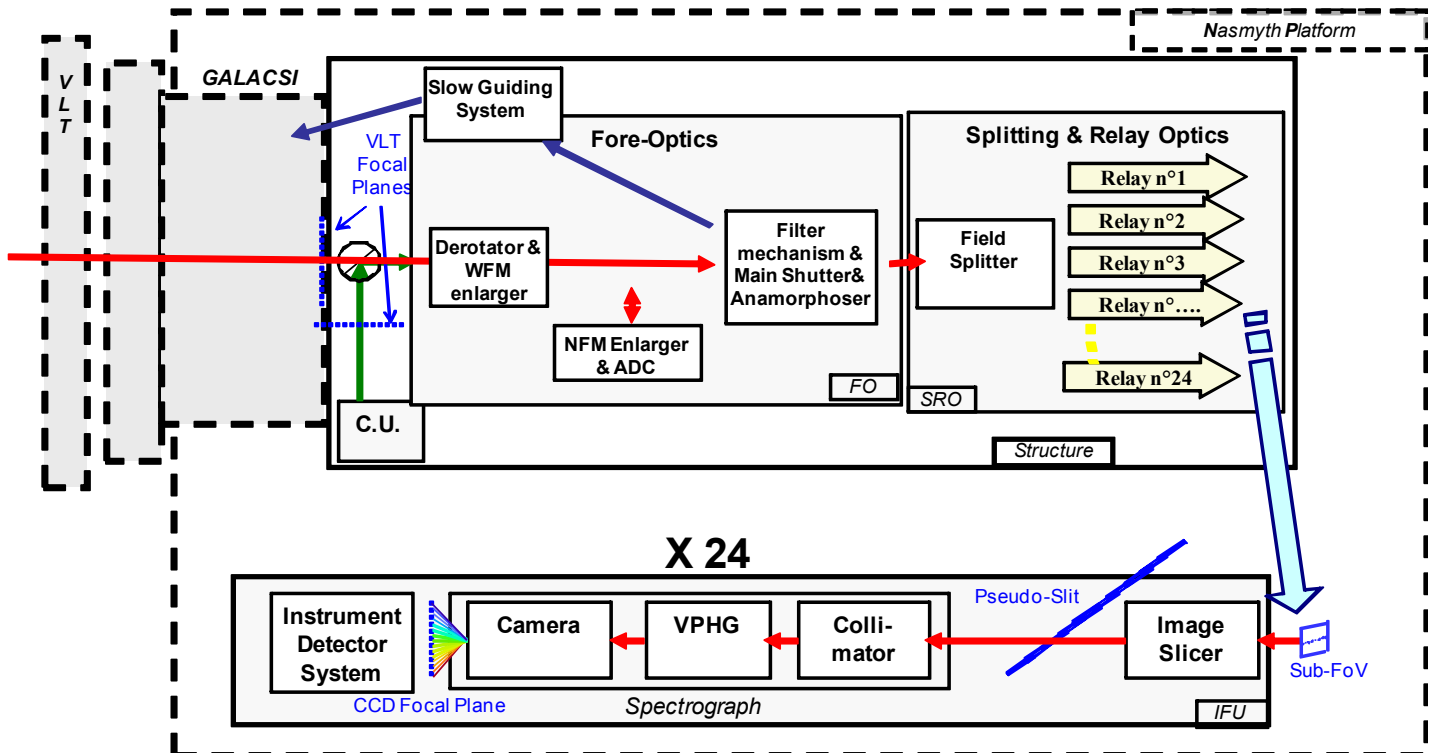 Nasmyth Platform
V
L
T
GALACSI
Slow Guiding
System
VLT
Focal
Planes
Fore-Optics
Derotator &
WFM
enlarger
NFM Enlarger
& ADC
Filter
mechanism &
Main Shutter&
Anamorphoser
FO
C.U.
Splitting & Relay Optics
Field
Splitter
Relay n°1
Relay n°2
Relay n°3
Relay n°....
Relay n°24
SRO
Structure
X 24
Instrument
Detector
System
CCD Focal Plane
Camera
VPHG
Colli-
mator
Spectrograph
Pseudo-Slit
Image
Slicer
Sub-FoV
IFU